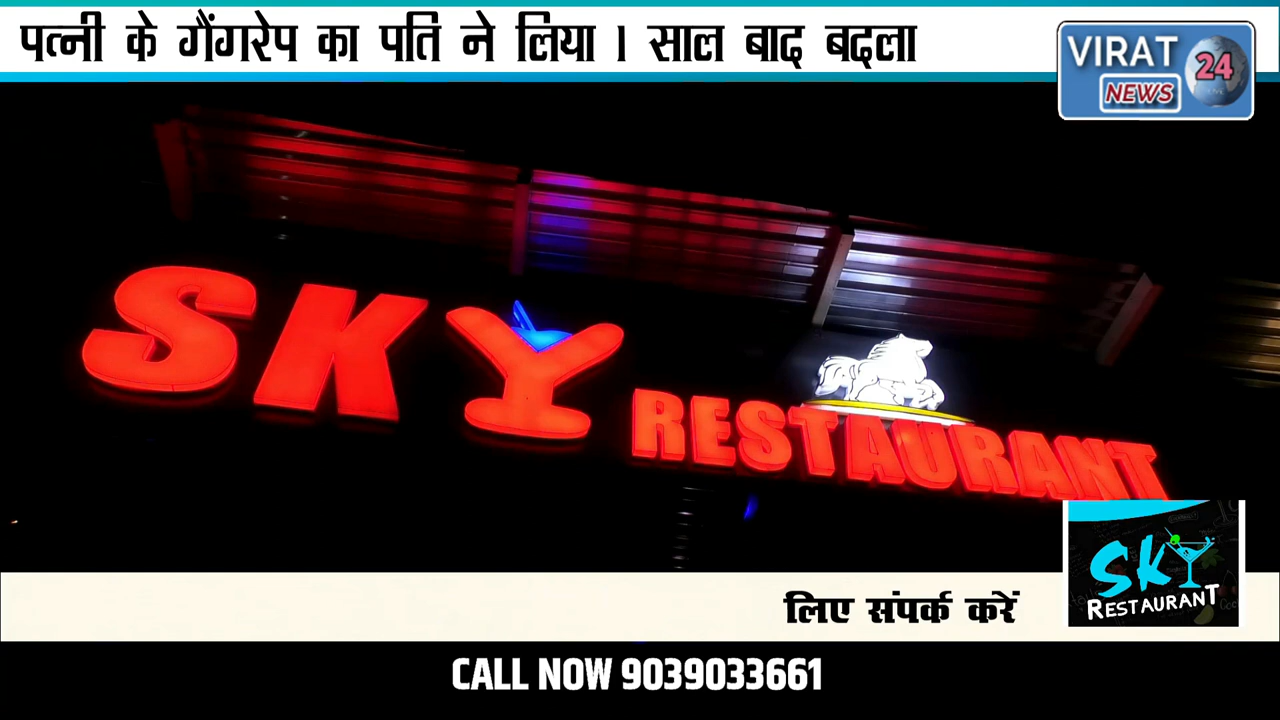 पत्नी के गैंगरेप का पति ने लिया 1 साल बाद बदला
VIRAT
24
NEWS
SKY
RESTAURANT
SKY
RESTAURANT
लिए संपर्क करें
CALL NOW 9039033661